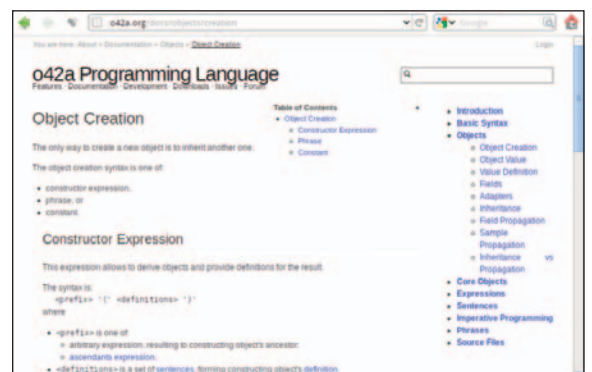 o42a.org/docs/objects/creation
Google
You are here: About » Documentation » Objects » Object Creation
Login
o42a Programming Language
Features · Documentation · Development · Downloads · Issues · Forum
Object Creation
The only way to create a new object is to inherit another one.
The object creation syntax is one of:
• constructor expression,
• phrase, or
• constant.
Constructor Expression
This expression allows to derive objects and provide definitions for the result.
The syntax is:
<prefix> '(' <definitions> ')'
where
• <prefix> is one of:
○ arbitrary expression, resulting to constructing object's ancestor;
○ ascendants expression;
• <definitions> is a set of sentences, forming constructing object's definition.
Table of Contents
• Object Creation
○ Constructor Expression
○ Phrase
○ Constant
• Introduction
• Basic Syntax
• Objects
○ Object Creation
○ Object Value
○ Value Definition
○ Fields
○ Adapters
○ Inheritance
○ Field Propagation
○ Sample
Propagation
○ Inheritance vs
Propagation
• Core Objects
• Expressions
• Sentences
• Imperative Programming
• Phrases
• Source Files